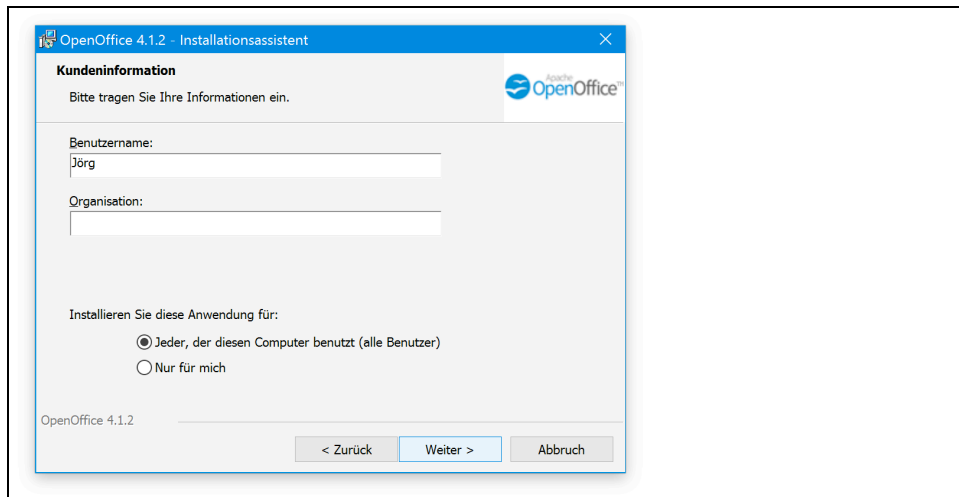 OpenOffice 4.1.2 - Installationsassistent
Kundeninformation
Bitte tragen Sie Ihre Informationen ein.
Apache
OpenOffice™
Benutzername:
Jörg
Organisation:
Installieren Sie diese Anwendung für:
Jeder, der diesen Computer benutzt (alle Benutzer)
Nur für mich
OpenOffice 4.1.2
< Zurück Weiter > Abbruch